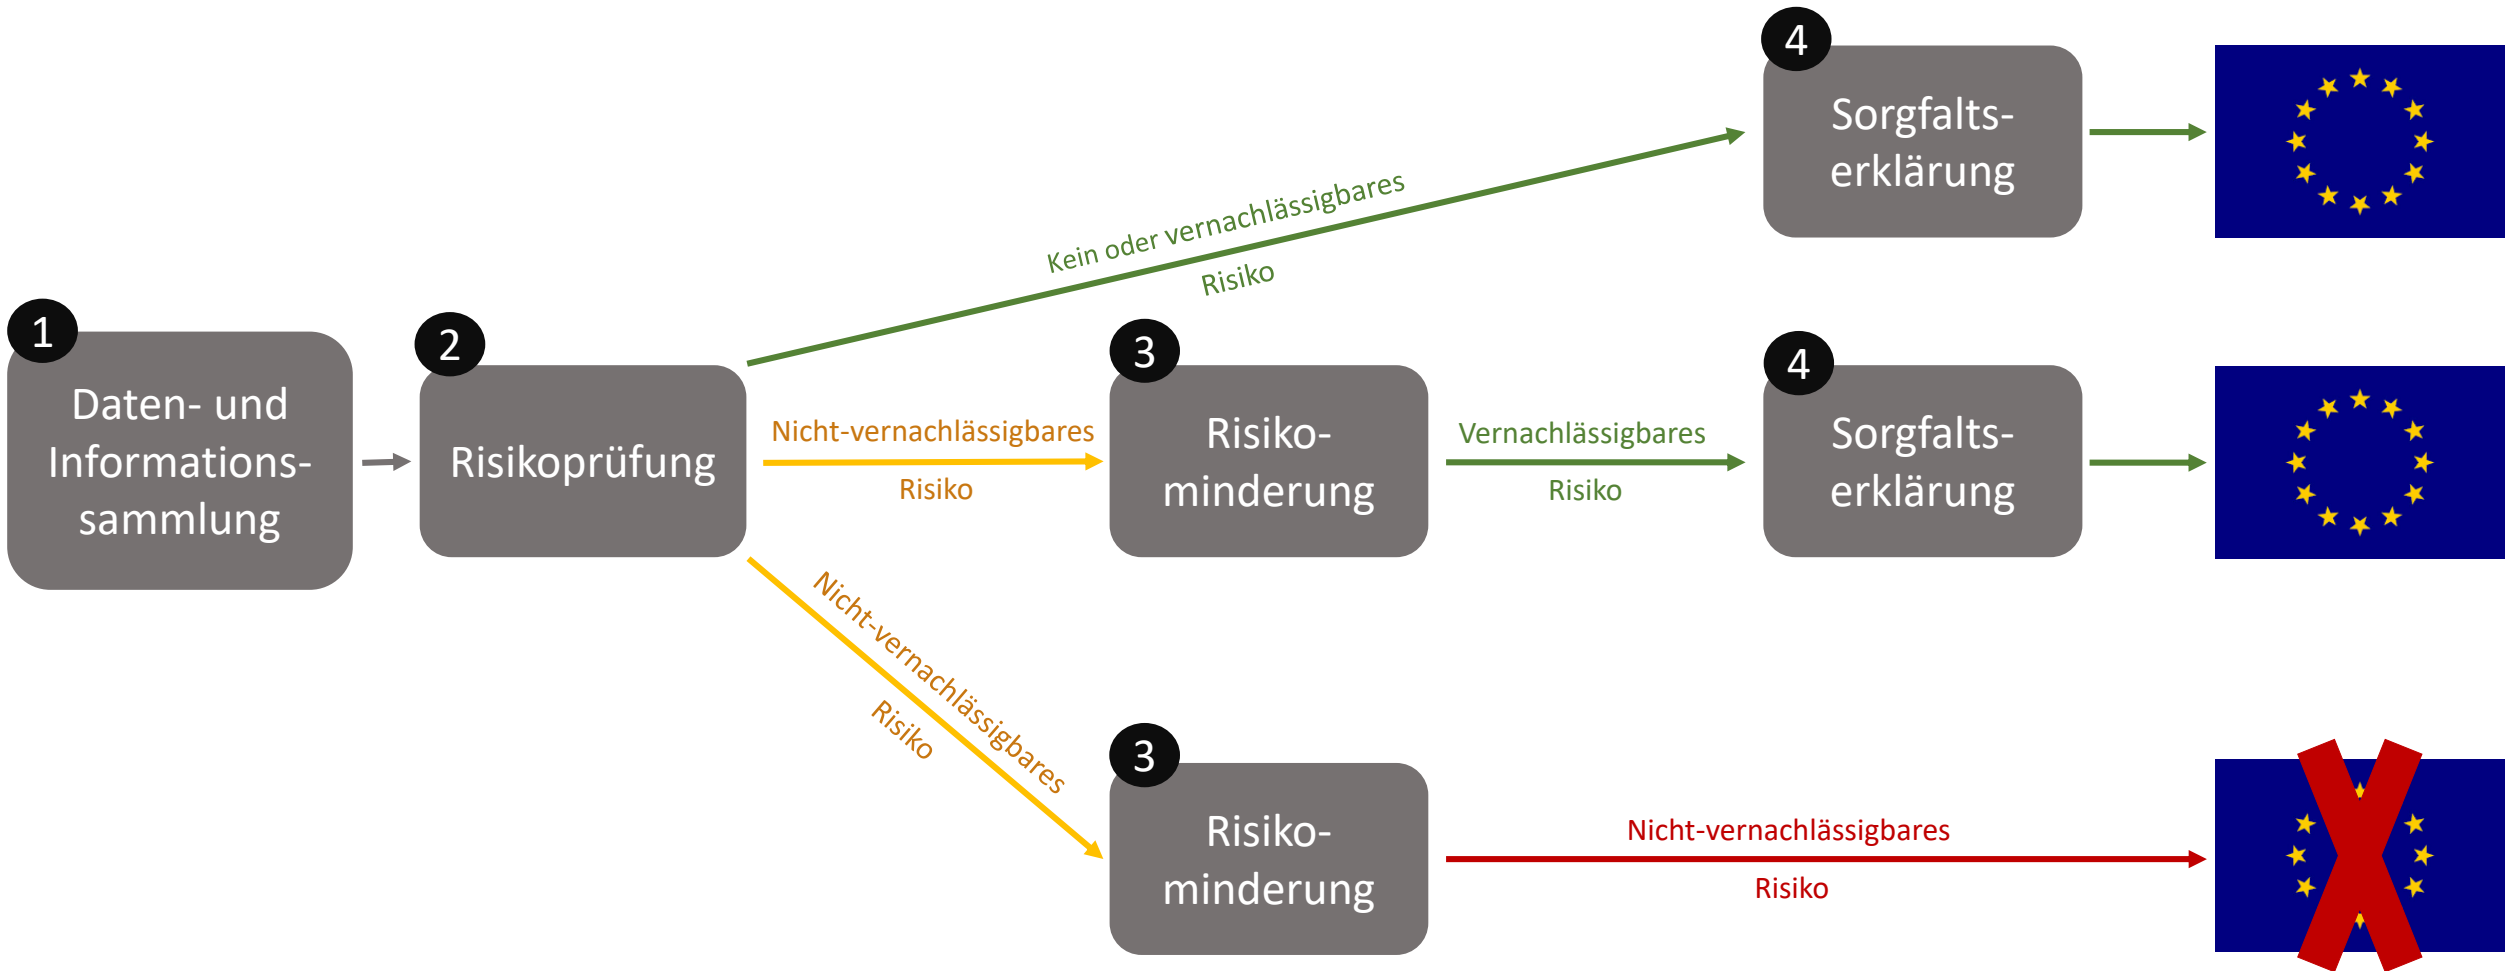 1
Daten- und
Informations-
sammlung
2
Risikoprüfung
Kein oder vernachlässigbares
Risiko
4
Sorgfalts-
erklärung
Nicht-vernachlässigbares
Risiko
3
Risiko-
minderung
Vernachlässigbares
Risiko
4
Sorgfalts-
erklärung
Nicht-vernachlässigbares
Risiko
3
Risiko-
minderung
Nicht-vernachlässigbares
Risiko